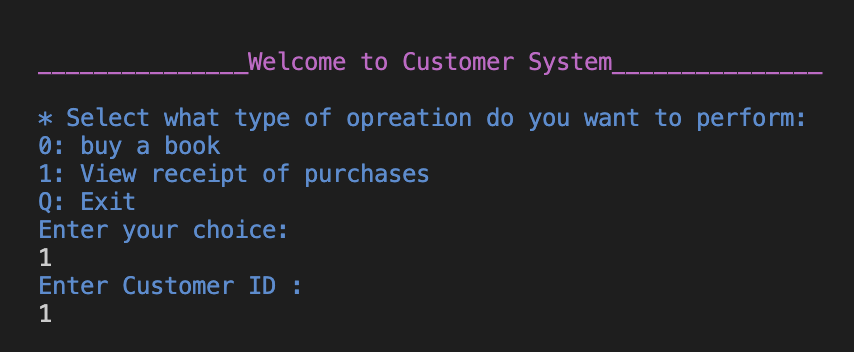 _______________Welcome to Customer System_______________
* Select what type of opreation do you want to perform:
0: buy a book
1: View receipt of purchases
Q: Exit
Enter your choice:
1
Enter Customer ID :
1